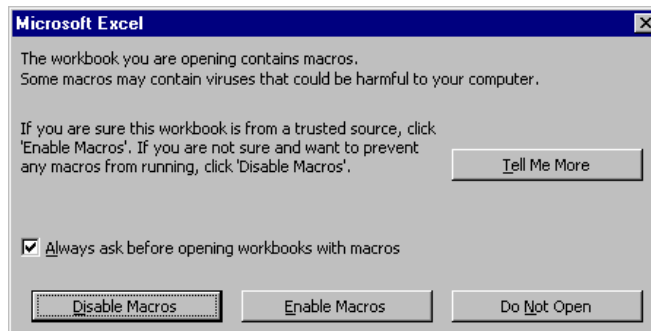 Microsoft Excel
The workbook you are opening contains macros.
Some macros may contain viruses that could be harmful to your computer.
If you are sure this workbook is from a trusted source, click
'Enable Macros'. If you are not sure and want to prevent
any macros from running, click 'Disable Macros'.
Tell Me More
Always ask before opening workbooks with macros
Disable Macros Enable Macros Do Not Open